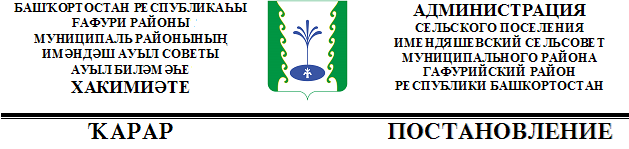 БАШҠОРТОСТАН РЕСПУБЛИКАҺЫ
ҒАФУРИ РАЙОНЫ
МУНИЦИПАЛЬ РАЙОНЫНЫҢ
ИМӘНДӘШ АУЫЛ СОВЕТЫ
АУЫЛ БИЛӘМӘҺЕ
ХАКИМИӘТЕ
АДМИНИСТРАЦИЯ
СЕЛЬСКОГО ПОСЕЛЕНИЯ
ИМЕНДЯШЕВСКИЙ СЕЛЬСОВЕТ
МУНИЦИПАЛЬНОГО РАЙОНА
ГАФУРИЙСКИЙ РАЙОН
РЕСПУБЛИКИ БАШКОРТОСТАН
ҠАРАР
ПОСТАНОВЛЕНИЕ